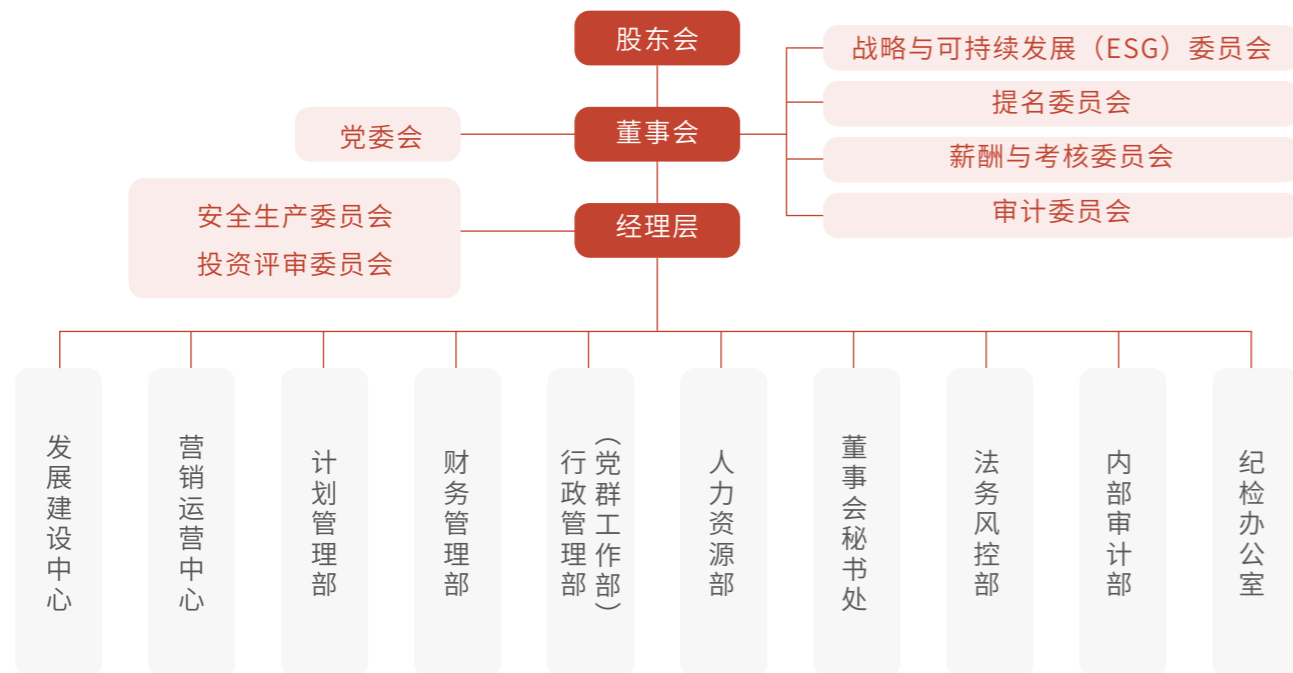 股东会
战略与可持续发展（ESG）委员会
提名委员会
党委会
董事会
薪酬与考核委员会
审计委员会
安全生产委员会
投资评审委员会
经理层
发展建设中心
营销运营中心
计划管理部
财务管理部
行政管理部
（党群工作部）
人力资源部
董事会秘书处
法务风控部
内部审计部
纪检办公室